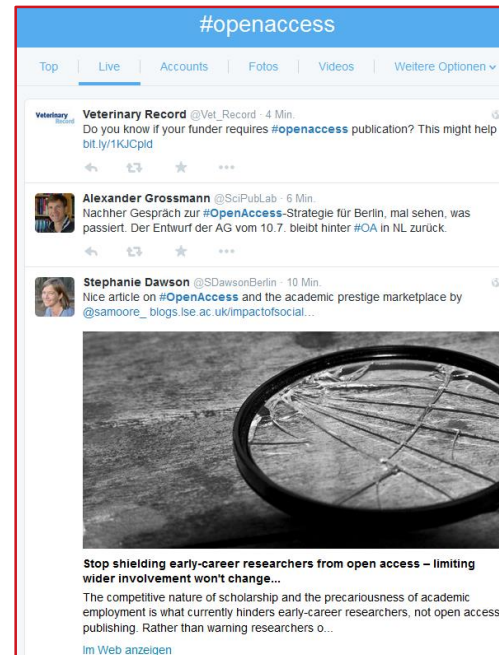 #openaccess
Top Live Accounts Fotos Videos Weitere Optionen
Veterinary Record
Veterinary Record @Vet_Record · 4 Min.
Do you know if your funder requires #openaccess publication? This might help
bit.ly/1KJCpld
Alexander Grossmann @SciPubLab · 6 Min.
Nachher Gespräch zur #OpenAccess-Strategie für Berlin, mal sehen, was
passiert. Der Entwurf der AG vom 10.7. bleibt hinter #OA in NL zurück.
Stephanie Dawson @SDawsonBerlin · 10 Min.
Nice article on #OpenAccess and the academic prestige marketplace by
@samoore_ blogs.lse.ac.uk/impactofsocial...
Stop shielding early-career researchers from open access – limiting
wider involvement won't change...
The competitive nature of scholarship and the precariousness of academic
employment is what currently hinders early-career researchers, not open access
publishing. Rather than warning researchers o...
Im Web anzeigen